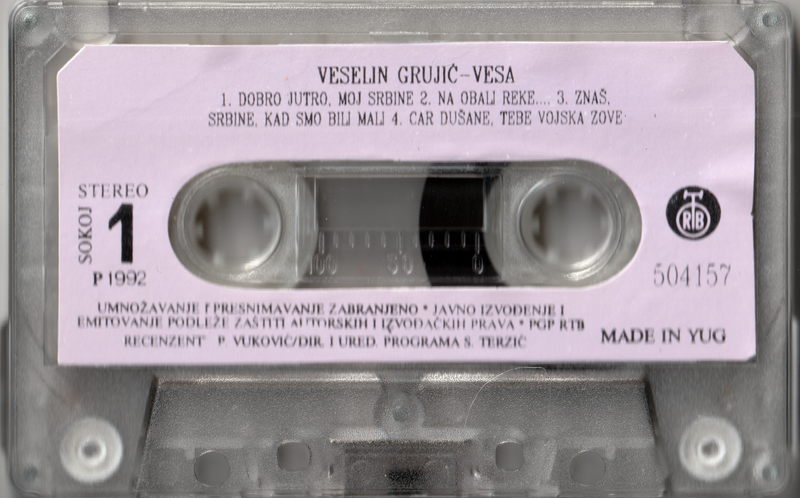 VESELIN GRUJIĆ-VESA
1. DOBRO JUTRO, MOJ SRBINE 2. NA OBALI REKE.... 3. ZNAŠ,
SRBINE, KAD SMO BILI MALI 4. CAR DUŠANE, TEBE VOJSKA ZOVE
STEREO
SOKOJ
1
P 1992
RTB
504157
100 50 0
UMNOŽAVANJE I PRESNIMAVANJE ZABRANJENO * JAVNO IZVOĐENJE I
EMITOVANJE PODLEŽE ZAŠTITI AUTORSKIH I IZVOĐAČKIH PRAVA * PGP RTB
RECENZENT P. VUKOVIĆ/DIR. I URED. PROGRAMA S. TERZIĆ
MADE IN YUG